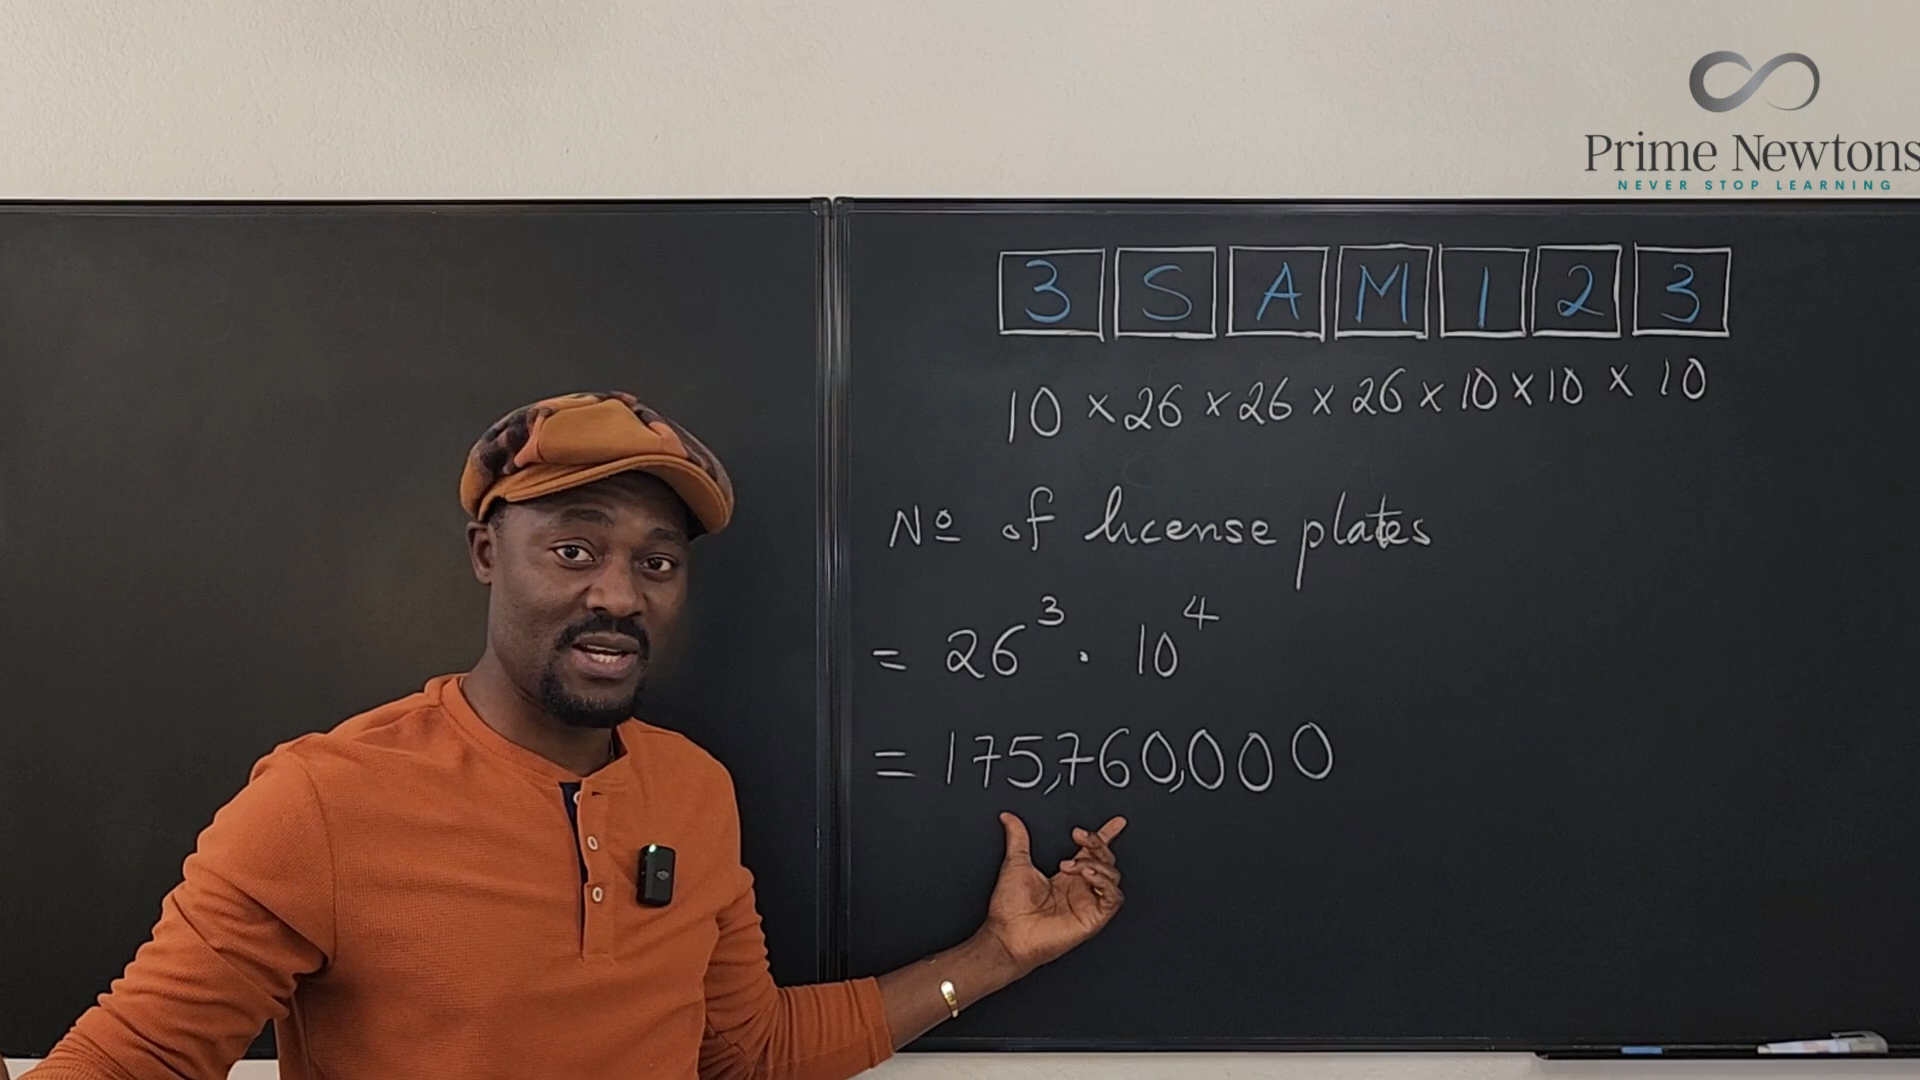 Prime Newtons
NEVER STOP LEARNING
3 S A M 1 2 3
10 × 26 × 26 × 26 × 10 × 10 × 10
Nº of license plates
= 26³ · 10⁴
= 175,760,000